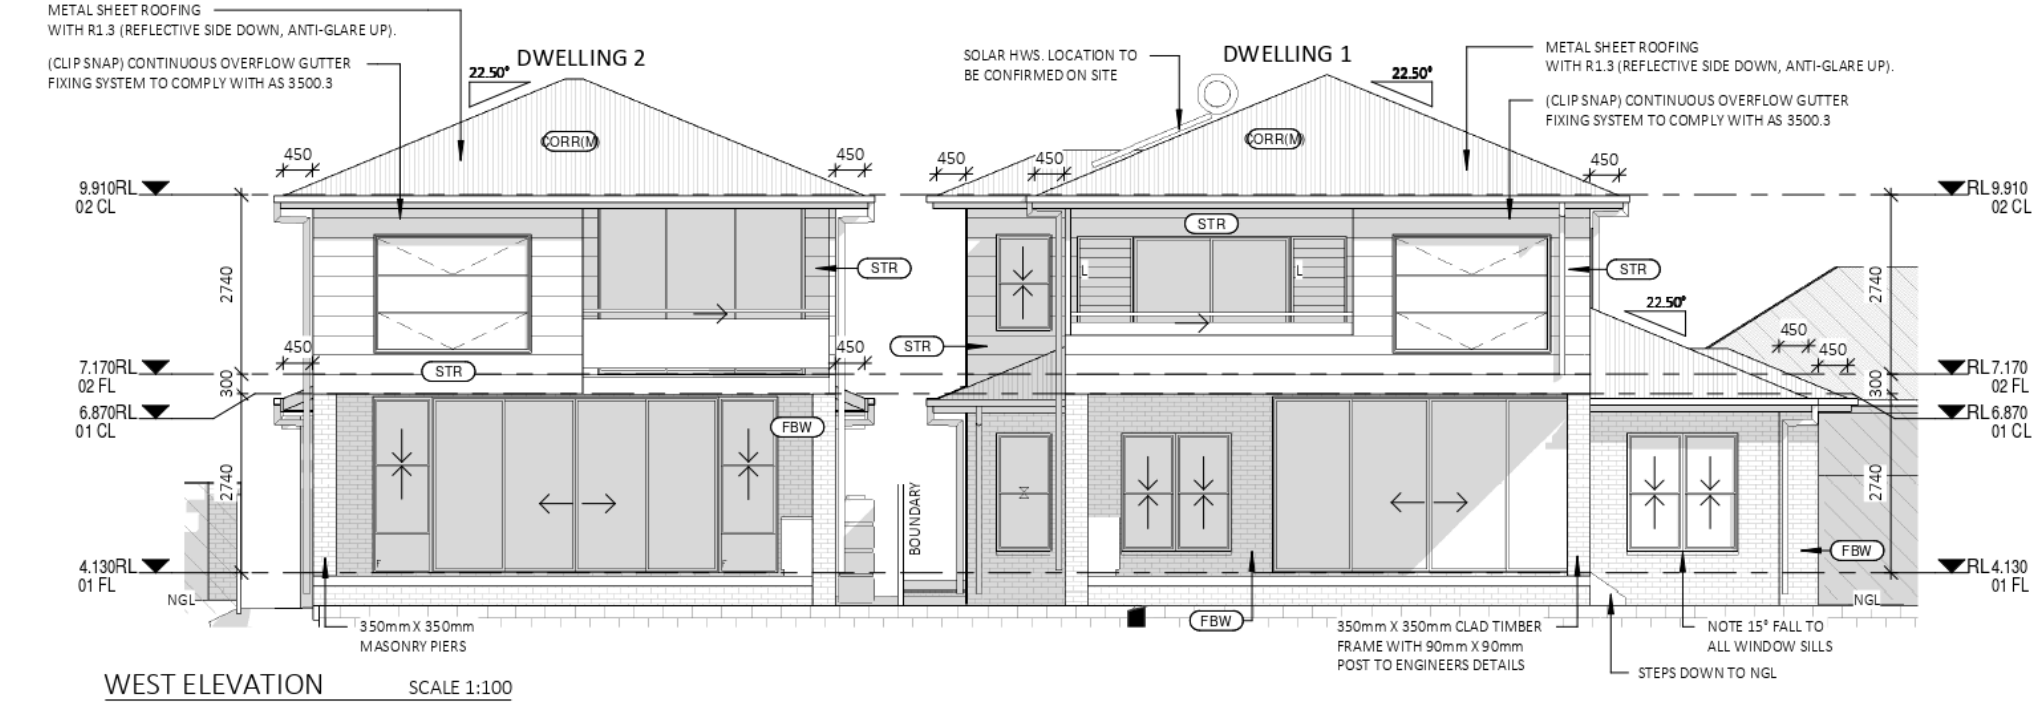 METAL SHEET ROOFING
WITH R1.3 (REFLECTIVE SIDE DOWN, ANTI-GLARE UP).
(CLIP SNAP) CONTINUOUS OVERFLOW GUTTER
FIXING SYSTEM TO COMPLY WITH AS 3500.3
DWELLING 2
22.50°
SOLAR HWS. LOCATION TO
BE CONFIRMED ON SITE
DWELLING 1
22.50°
METAL SHEET ROOFING
WITH R1.3 (REFLECTIVE SIDE DOWN, ANTI-GLARE UP).
(CLIP SNAP) CONTINUOUS OVERFLOW GUTTER
FIXING SYSTEM TO COMPLY WITH AS 3500.3
CORR(M)
CORR(M)
450
450
450
450
450
9.910RL
02 CL
RL9.910
02 CL
STR
STR
STR
L
L
2740
2740
22.50°
450
450
STR
450
450
STR
7.170RL
02 FL
RL7.170
02 FL
300
300
6.870RL
01 CL
RL6.870
01 CL
FBW
2740
2740
BOUNDARY
FBW
F
F
4.130RL
01 FL
RL4.130
01 FL
NGL
NGL
350mm X 350mm
MASONRY PIERS
FBW
350mm X 350mm CLAD TIMBER
FRAME WITH 90mm X 90mm
POST TO ENGINEERS DETAILS
NOTE 15° FALL TO
ALL WINDOW SILLS
STEPS DOWN TO NGL
WEST ELEVATION
SCALE 1:100